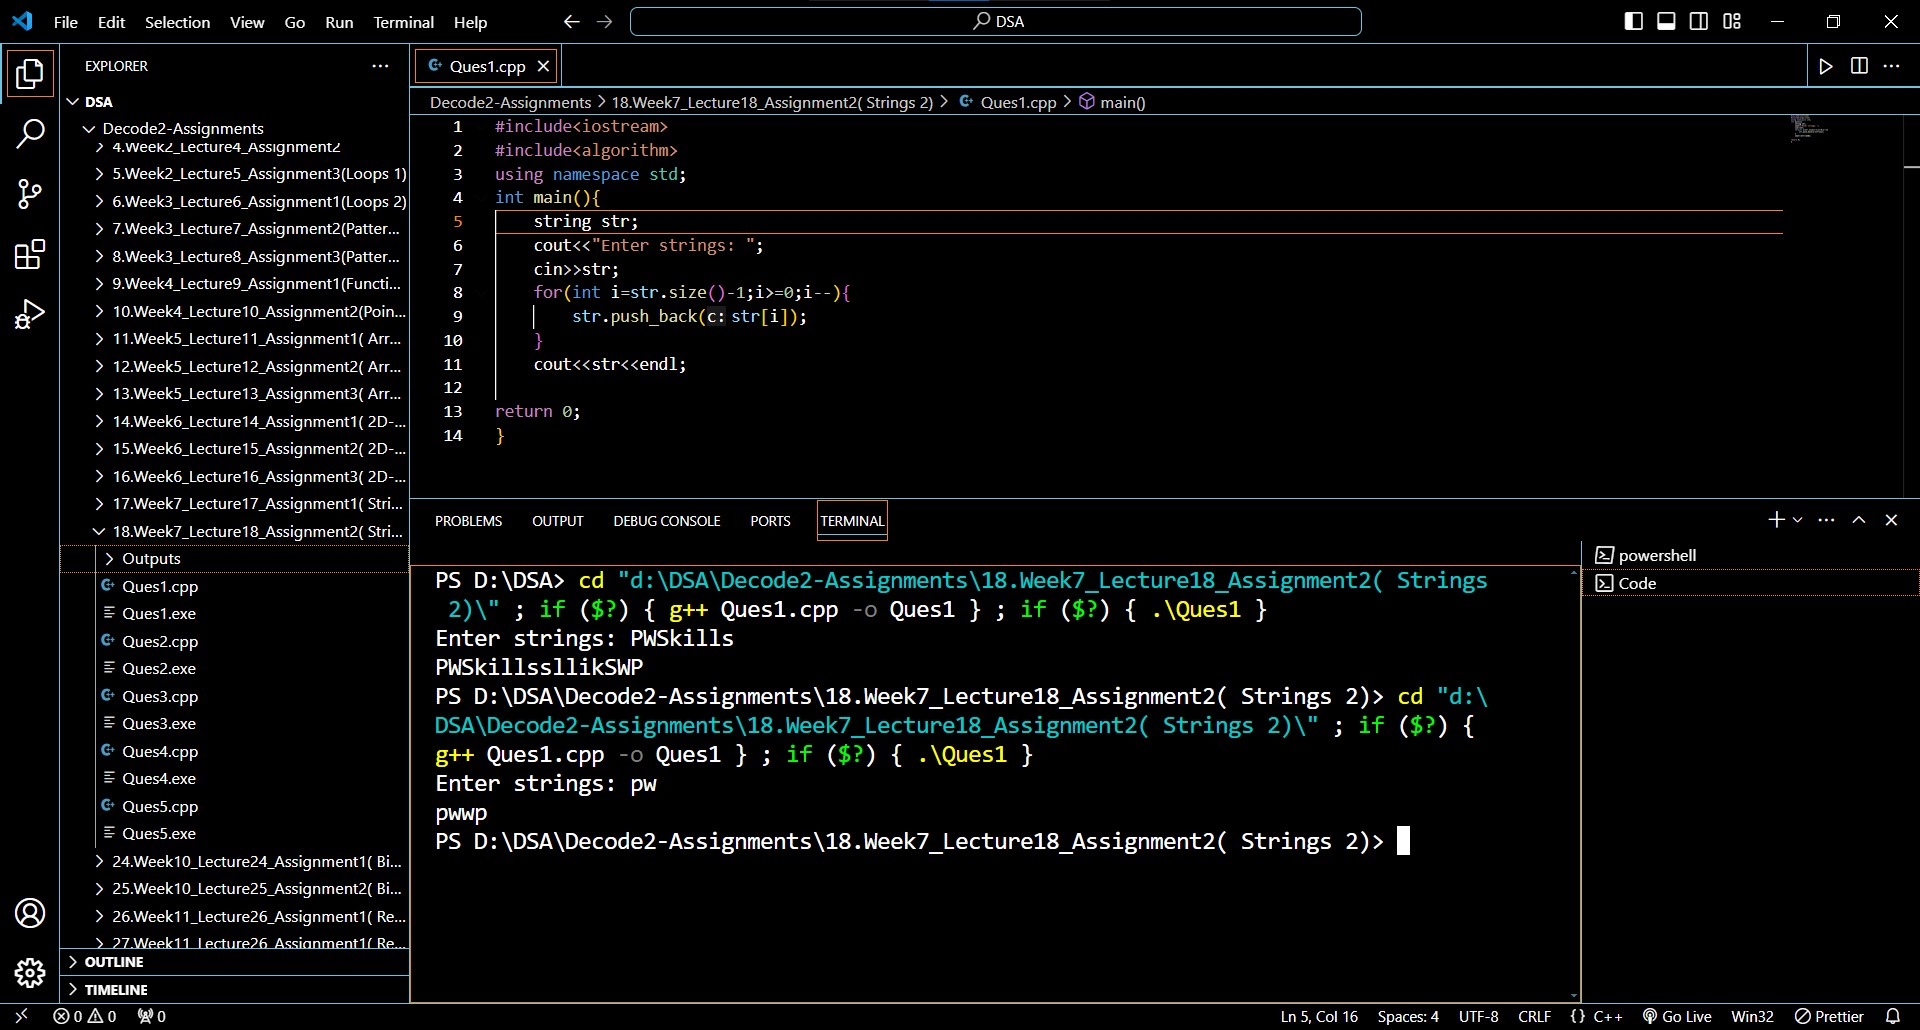 File Edit Selection View Go Run Terminal Help
DSA
EXPLORER
DSA
Decode2-Assignments
4.Week2_Lecture4_Assignment2
5.Week2_Lecture5_Assignment3(Loops 1)
6.Week3_Lecture6_Assignment1(Loops 2)
7.Week3_Lecture7_Assignment2(Patter...
8.Week3_Lecture8_Assignment3(Patter...
9.Week4_Lecture9_Assignment1(Functi...
10.Week4_Lecture10_Assignment2(Poin...
11.Week5_Lecture11_Assignment1( Arr...
12.Week5_Lecture12_Assignment2( Arr...
13.Week5_Lecture13_Assignment3( Arr...
14.Week6_Lecture14_Assignment1( 2D-...
15.Week6_Lecture15_Assignment2( 2D-...
16.Week6_Lecture16_Assignment3( 2D-...
17.Week7_Lecture17_Assignment1( Stri...
18.Week7_Lecture18_Assignment2( Stri...
Outputs
Ques1.cpp
Ques1.exe
Ques2.cpp
Ques2.exe
Ques3.cpp
Ques3.exe
Ques4.cpp
Ques4.exe
Ques5.cpp
Ques5.exe
24.Week10_Lecture24_Assignment1( Bi...
25.Week10_Lecture25_Assignment2( Bi...
26.Week11_Lecture26_Assignment1( Re...
27.Week11_Lecture26_Assignment1( Re...
OUTLINE
TIMELINE
Ques1.cpp
Decode2-Assignments > 18.Week7_Lecture18_Assignment2( Strings 2) > Ques1.cpp > main()
1 #include<iostream>
2 #include<algorithm>
3 using namespace std;
4 int main(){
5 string str;
6 cout<<"Enter strings: ";
7 cin>>str;
8 for(int i=str.size()-1;i>=0;i--){
9 str.push_back(c: str[i]);
10 }
11 cout<<str<<endl;
12
13 return 0;
14 }
PROBLEMS OUTPUT DEBUG CONSOLE PORTS TERMINAL
PS D:\DSA> cd "d:\DSA\Decode2-Assignments\18.Week7_Lecture18_Assignment2( Strings
2)\" ; if ($?) { g++ Ques1.cpp -o Ques1 } ; if ($?) { .\Ques1 }
Enter strings: PWSkills
PWSkillssllikSWP
PS D:\DSA\Decode2-Assignments\18.Week7_Lecture18_Assignment2( Strings 2)> cd "d:\
DSA\Decode2-Assignments\18.Week7_Lecture18_Assignment2( Strings 2)\" ; if ($?) {
g++ Ques1.cpp -o Ques1 } ; if ($?) { .\Ques1 }
Enter strings: pw
pwwp
PS D:\DSA\Decode2-Assignments\18.Week7_Lecture18_Assignment2( Strings 2)>
powershell
Code
0 0 0
Ln 5, Col 16 Spaces: 4 UTF-8 CRLF {} C++ Go Live Win32 Prettier